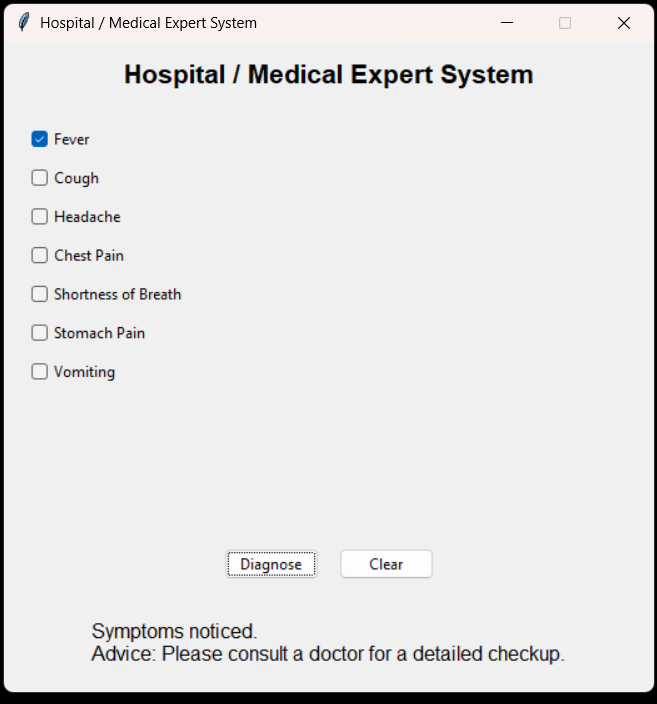 Hospital / Medical Expert System
Hospital / Medical Expert System
Fever
Cough
Headache
Chest Pain
Shortness of Breath
Stomach Pain
Vomiting
Diagnose Clear
Symptoms noticed.
Advice: Please consult a doctor for a detailed checkup.